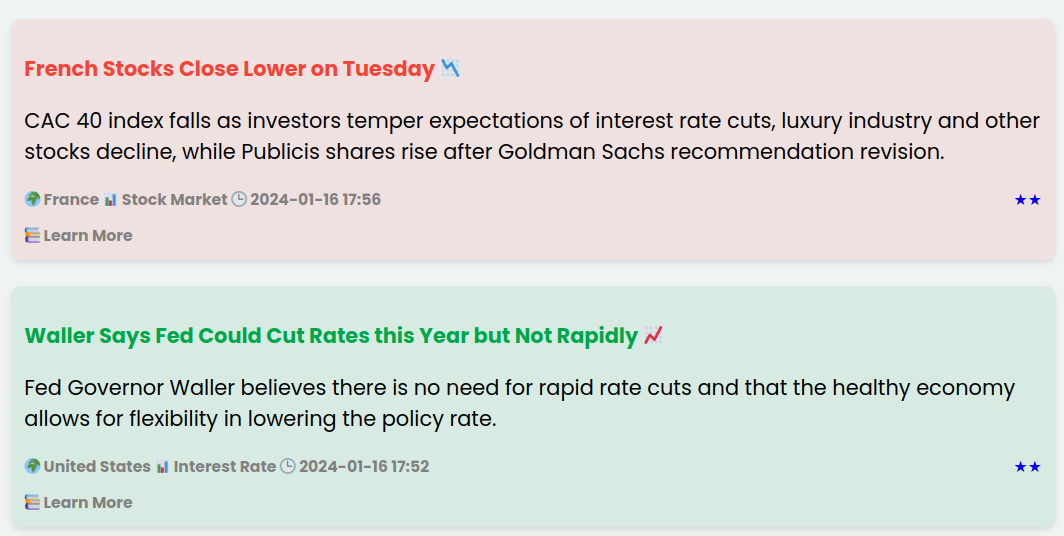 French Stocks Close Lower on Tuesday
CAC 40 index falls as investors temper expectations of interest rate cuts, luxury industry and other
stocks decline, while Publicis shares rise after Goldman Sachs recommendation revision.
France Stock Market 2024-01-16 17:56 ★★
Learn More
Waller Says Fed Could Cut Rates this Year but Not Rapidly
Fed Governor Waller believes there is no need for rapid rate cuts and that the healthy economy
allows for flexibility in lowering the policy rate.
United States Interest Rate 2024-01-16 17:52 ★★
Learn More